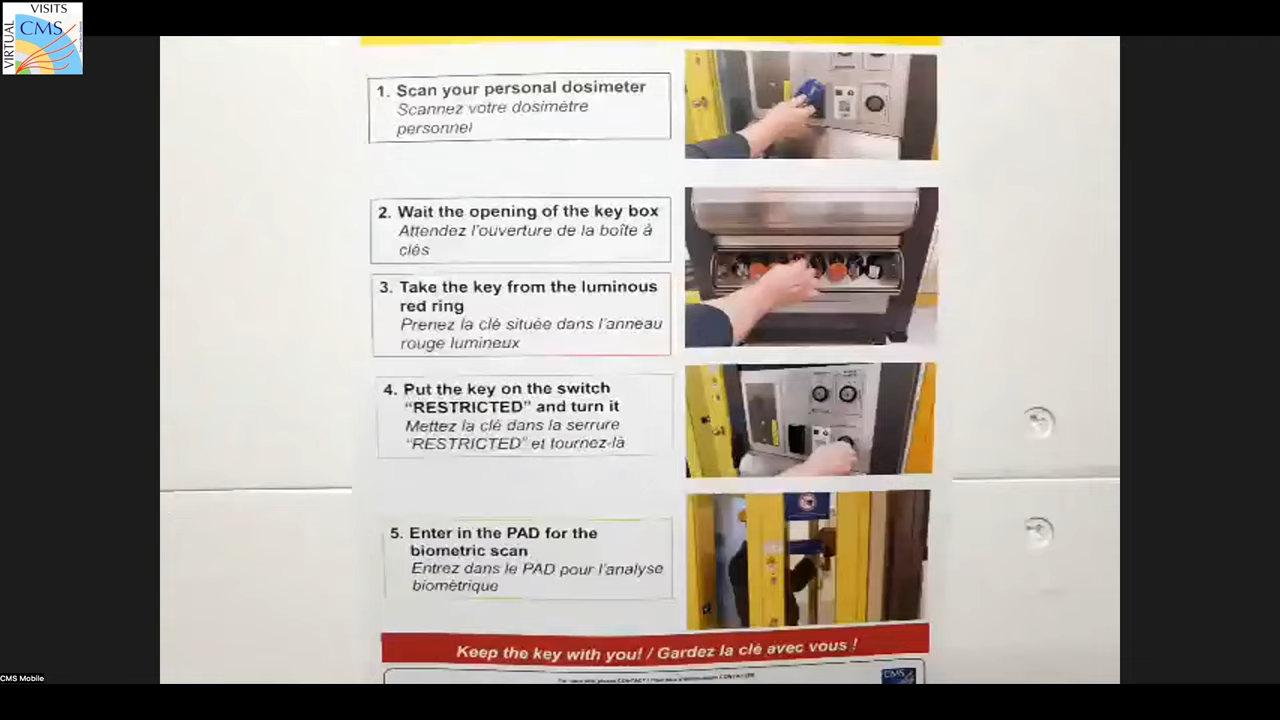 VISITS
CMS
VIRTUAL
1. Scan your personal dosimeter
Scannez votre dosimètre
personnel
2. Wait the opening of the key box
Attendez l'ouverture de la boîte à
clés
3. Take the key from the luminous
red ring
Prenez la clé située dans l'anneau
rouge lumineux
4. Put the key on the switch
"RESTRICTED" and turn it
Mettez la clé dans la serrure
"RESTRICTED" et tournez-là
5. Enter in the PAD for the
biometric scan
Entrez dans le PAD pour l'analyse
biométrique
Keep the key with you! / Gardez la clé avec vous !
CMS
CMS Mobile